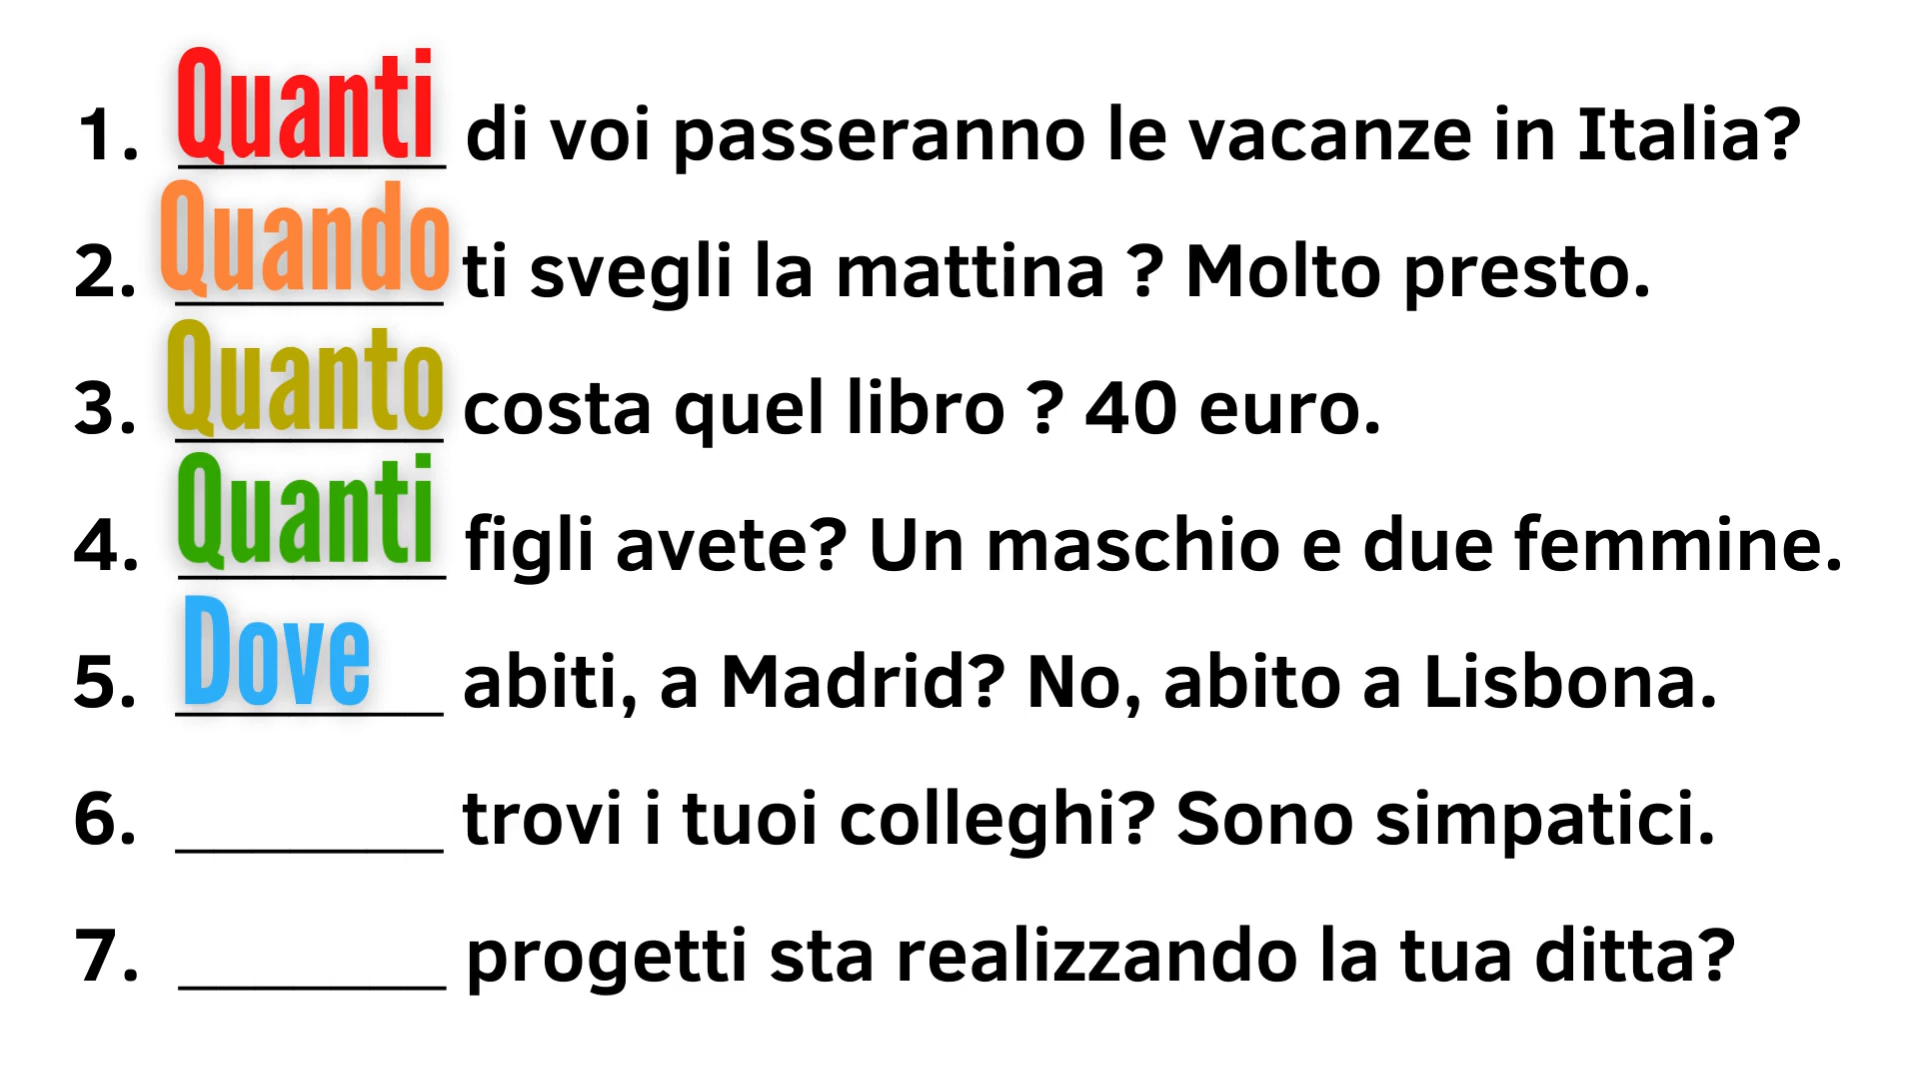 1. Quanti di voi passeranno le vacanze in Italia?
2. Quando ti svegli la mattina ? Molto presto.
3. Quanto costa quel libro ? 40 euro.
4. Quanti figli avete? Un maschio e due femmine.
5. Dove abiti, a Madrid? No, abito a Lisbona.
6. ________ trovi i tuoi colleghi? Sono simpatici.
7. ________ progetti sta realizzando la tua ditta?